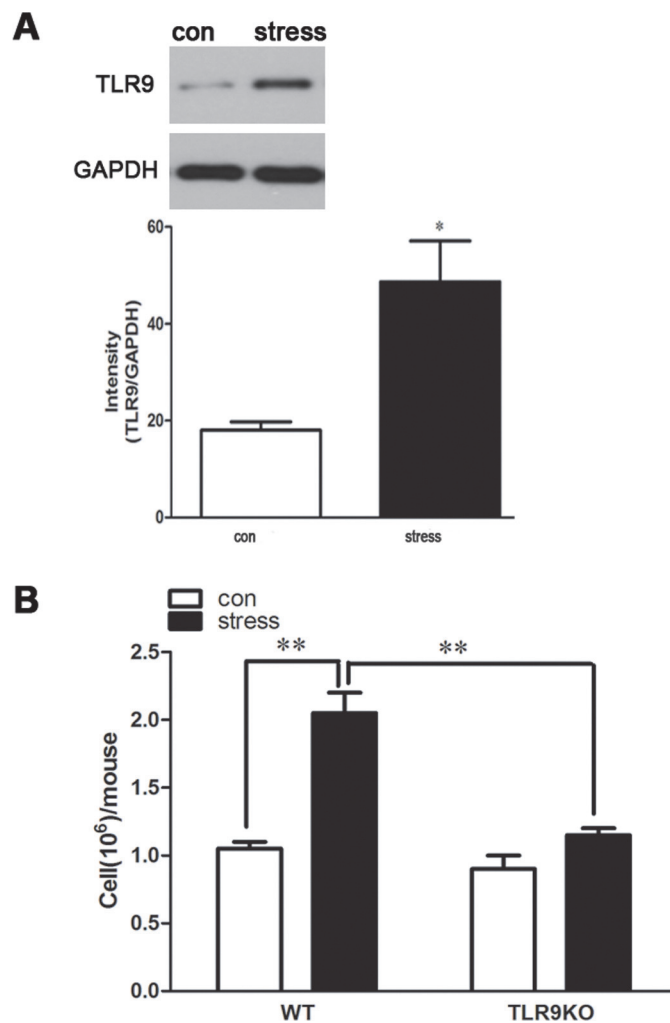 A
con stress
TLR9
GAPDH
60
40
20
0
Intensity
(TLR9/GAPDH)
*
con stress
B
con
stress
2.5
2.0
1.5
1.0
0.5
0.0
Cell(10⁶)/mouse
** **
WT TLR9KO